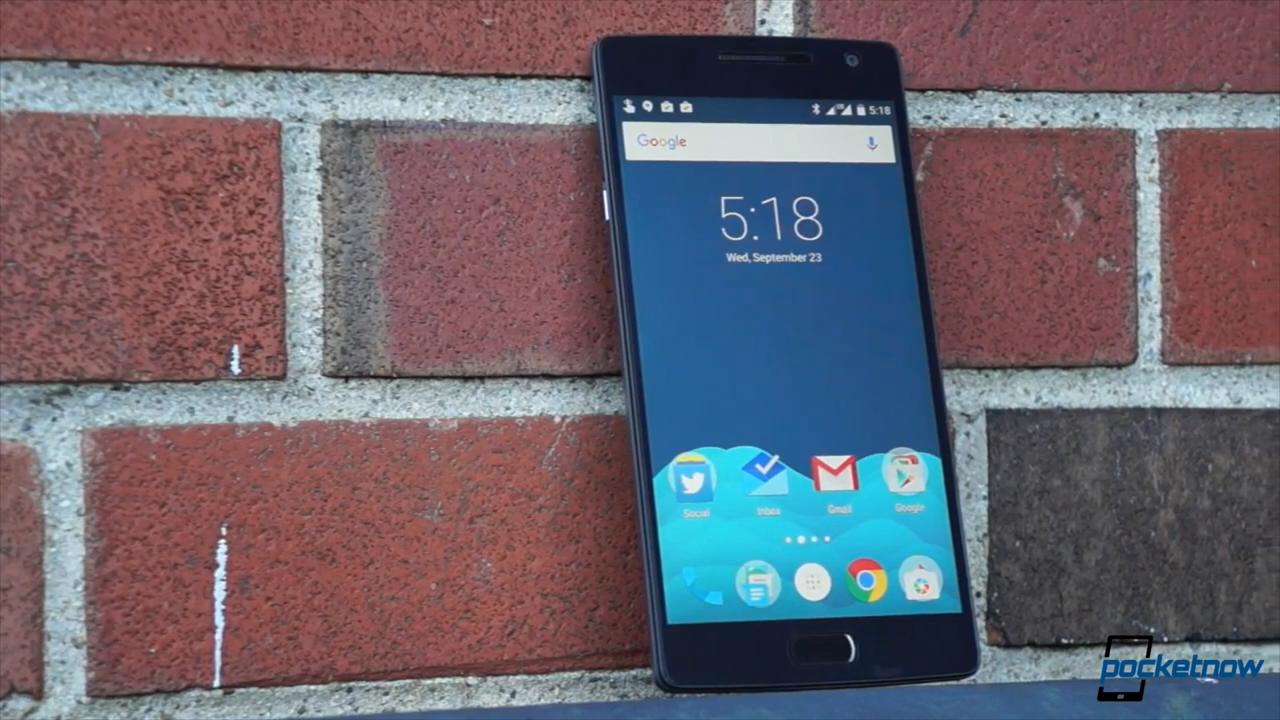 5:18
Google
5:18
Wed, September 23
Social
Inbox
Gmail
Google
pocketnow